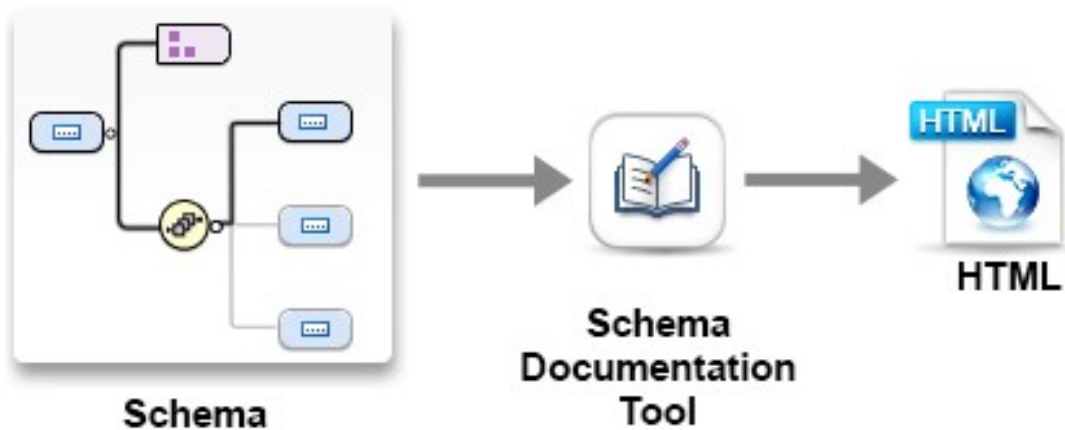 HTML
HTML
Schema
Documentation
Tool
Schema